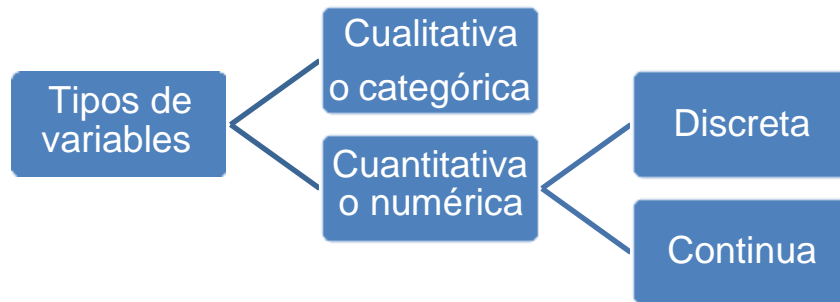 Tipos de
variables
Cualitativa
o categórica
Cuantitativa
o numérica
Discreta
Continua